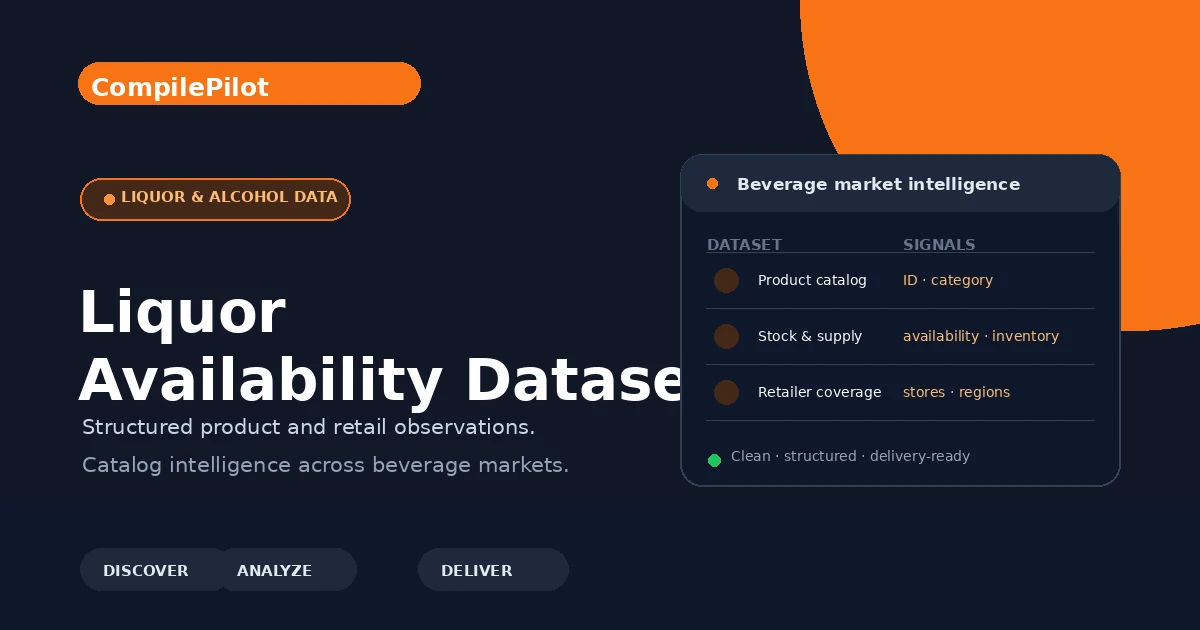 CompilePilot
LIQUOR & ALCOHOL DATA
Liquor
Availability Datase
Structured product and retail observations.
Catalog intelligence across beverage markets.
DISCOVER
ANALYZE
DELIVER
Beverage market intelligence
DATASET SIGNALS
Product catalog ID · category
Stock & supply availability · inventory
Retailer coverage stores · regions
Clean · structured · delivery-ready